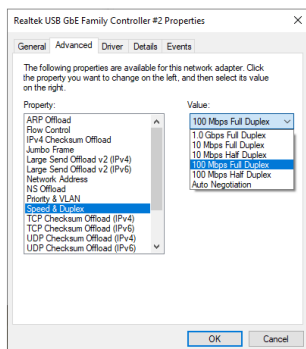 Realtek USB GbE Family Controller #2 Properties
General Advanced Driver Details Events
The following properties are available for this network adapter. Click
the property you want to change on the left, and then select its value
on the right.
Property:
ARP Offload
Flow Control
IPv4 Checksum Offload
Jumbo Frame
Large Send Offload v2 (IPv4)
Large Send Offload v2 (IPv6)
Network Address
NS Offload
Priority & VLAN
Speed & Duplex
TCP Checksum Offload (IPv4)
TCP Checksum Offload (IPv6)
UDP Checksum Offload (IPv4)
UDP Checksum Offload (IPv6)
Value:
100 Mbps Full Duplex
1.0 Gbps Full Duplex
10 Mbps Full Duplex
10 Mbps Half Duplex
100 Mbps Full Duplex
100 Mbps Half Duplex
Auto Negotiation
OK Cancel